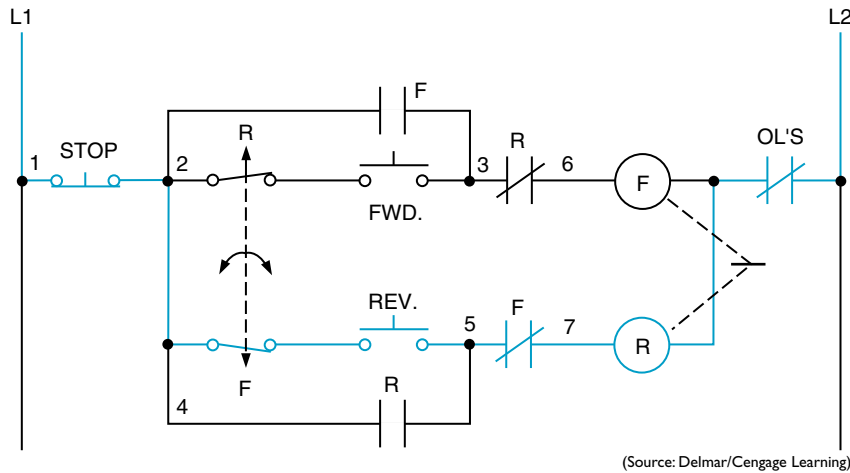 L1 L2
F
R
STOP
1 2
R
3 6
OL'S
F
FWD.
REV.
F
5 7
R
F
R
4
(Source: Delmar/Cengage Learning)